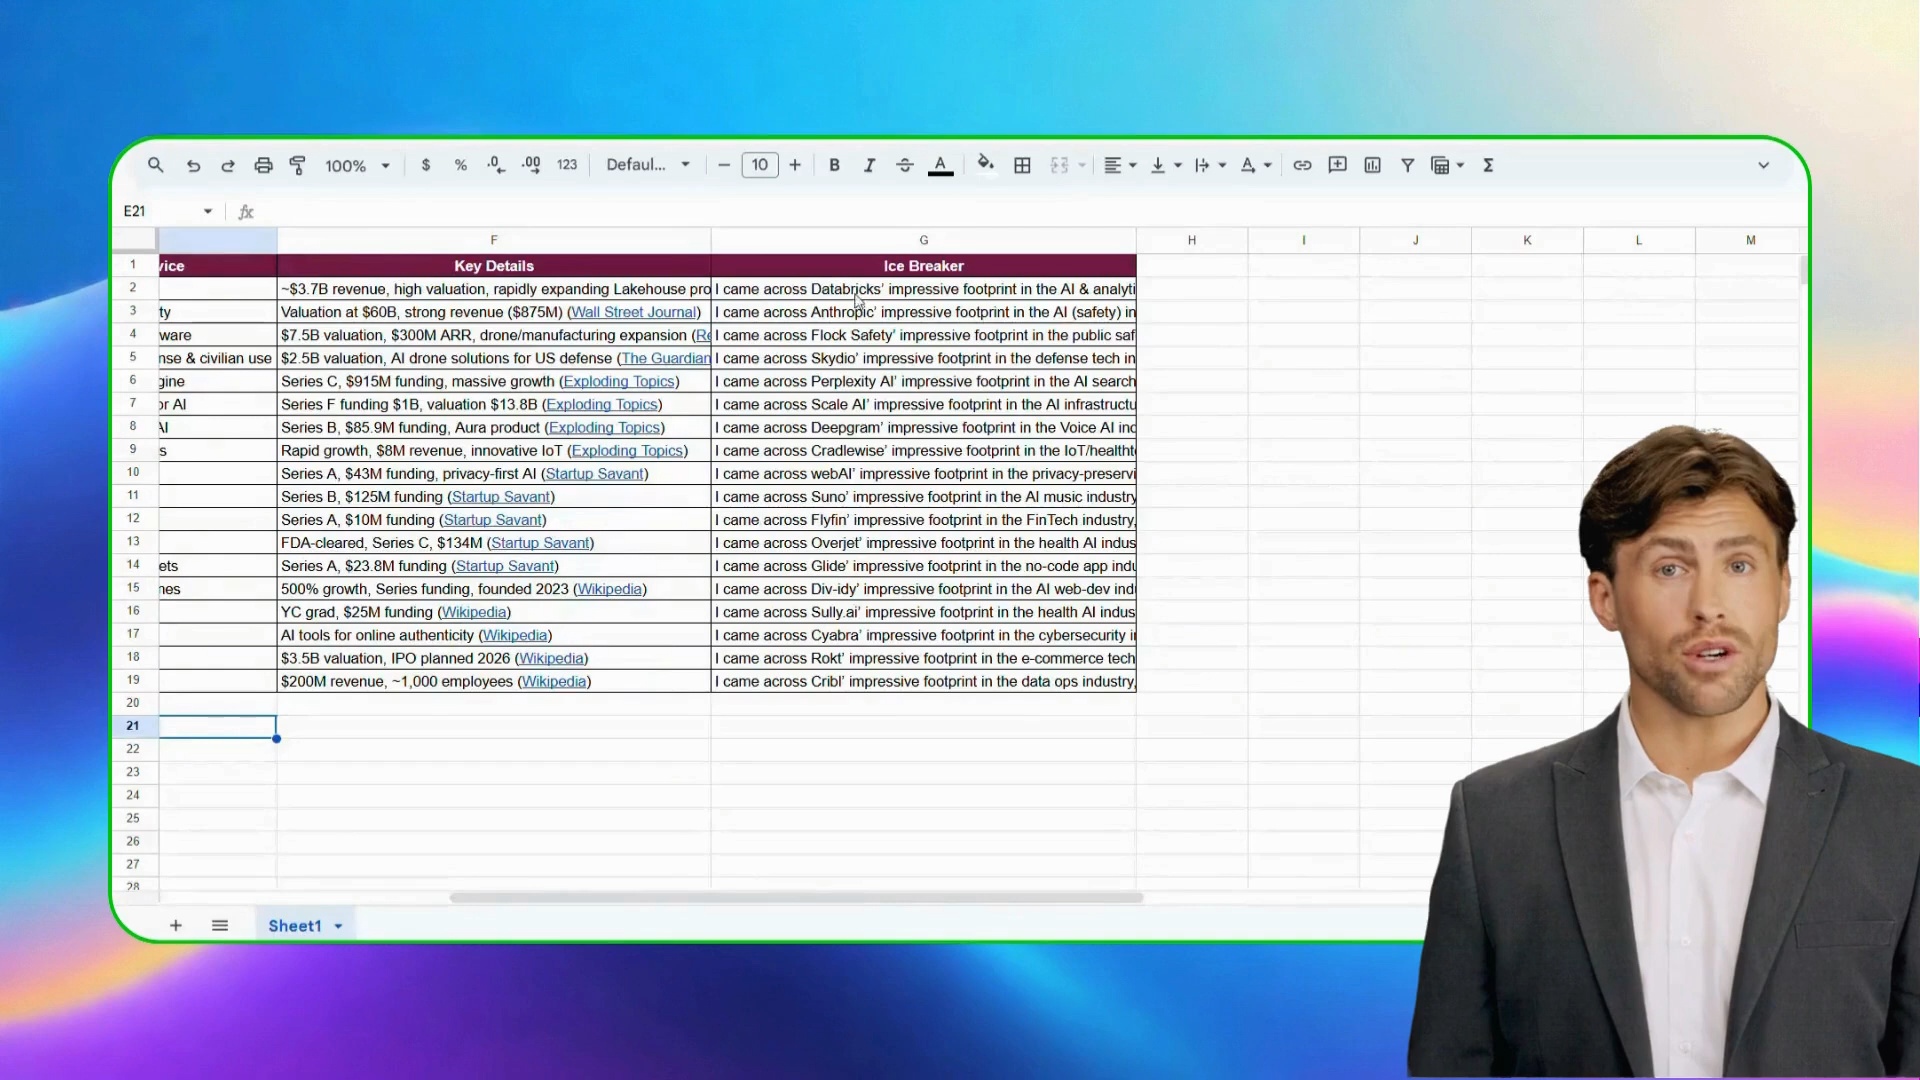 100% $ % .0 .00 123 Defaul... 10 B I A
E21 fx
F G H I J K L M
1 vice Key Details Ice Breaker
2 ~$3.7B revenue, high valuation, rapidly expanding Lakehouse pro I came across Databricks’ impressive footprint in the AI & analyti
3 ty Valuation at $60B, strong revenue ($875M) (Wall Street Journal) I came across Anthropic’ impressive footprint in the AI (safety) in
4 ware $7.5B valuation, $300M ARR, drone/manufacturing expansion (Re I came across Flock Safety’ impressive footprint in the public saf
5 nse & civilian use $2.5B valuation, AI drone solutions for US defense (The Guardian I came across Skydio’ impressive footprint in the defense tech in
6 gine Series C, $915M funding, massive growth (Exploding Topics) I came across Perplexity AI’ impressive footprint in the AI search
7 or AI Series F funding $1B, valuation $13.8B (Exploding Topics) I came across Scale AI’ impressive footprint in the AI infrastructu
8 AI Series B, $85.9M funding, Aura product (Exploding Topics) I came across Deepgram’ impressive footprint in the Voice AI inc
9 s Rapid growth, $8M revenue, innovative IoT (Exploding Topics) I came across Cradlewise’ impressive footprint in the IoT/healtht
10 Series A, $43M funding, privacy-first AI (Startup Savant) I came across webAI’ impressive footprint in the privacy-preservi
11 Series B, $125M funding (Startup Savant) I came across Suno’ impressive footprint in the AI music industry
12 Series A, $10M funding (Startup Savant) I came across Flyfin’ impressive footprint in the FinTech industry,
13 FDA-cleared, Series C, $134M (Startup Savant) I came across Overjet’ impressive footprint in the health AI indus
14 ets Series A, $23.8M funding (Startup Savant) I came across Glide’ impressive footprint in the no-code app indu
15 nes 500% growth, Series funding, founded 2023 (Wikipedia) I came across Div-idy’ impressive footprint in the AI web-dev ind
16 YC grad, $25M funding (Wikipedia) I came across Sully.ai’ impressive footprint in the health AI indus
17 AI tools for online authenticity (Wikipedia) I came across Cyabra’ impressive footprint in the cybersecurity i
18 $3.5B valuation, IPO planned 2026 (Wikipedia) I came across Rokt’ impressive footprint in the e-commerce tech
19 $200M revenue, ~1,000 employees (Wikipedia) I came across Cribl’ impressive footprint in the data ops industry,
20
21
22
23
24
25
26
27
28
Sheet1